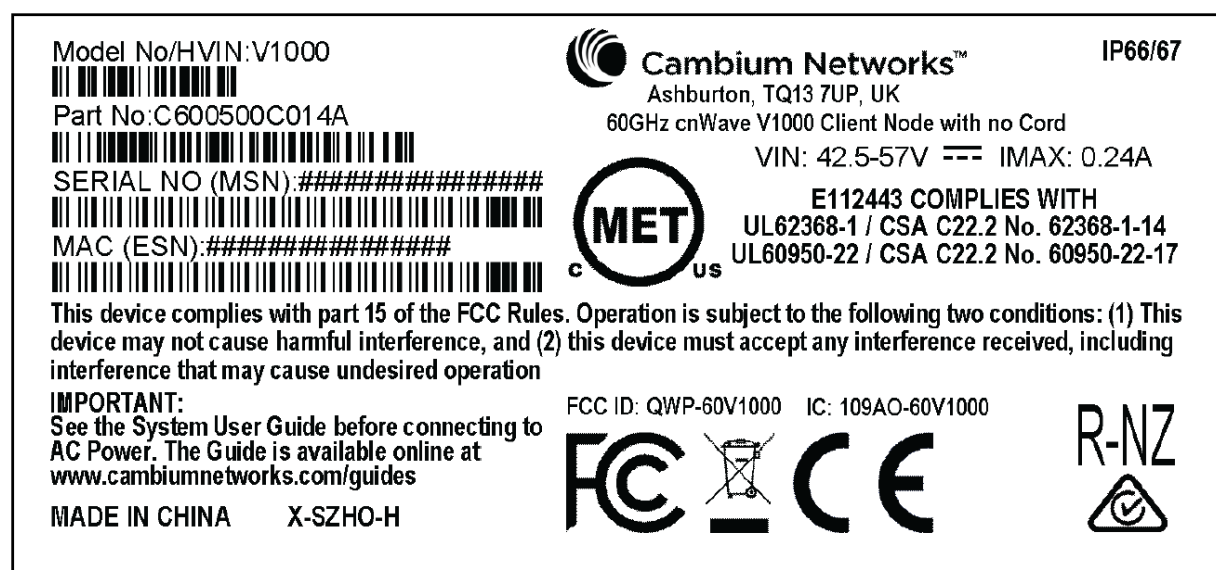 Model No/HVIN:V1000
Part No:C600500C014A
SERIAL NO (MSN):################
MAC (ESN):################
Cambium Networks™
IP66/67
Ashburton, TQ13 7UP, UK
60GHz cnWave V1000 Client Node with no Cord
VIN: 42.5-57V IMAX: 0.24A
MET
C US
E112443 COMPLIES WITH
UL62368-1 / CSA C22.2 No. 62368-1-14
UL60950-22 / CSA C22.2 No. 60950-22-17
This device complies with part 15 of the FCC Rules. Operation is subject to the following two conditions: (1) This
device may not cause harmful interference, and (2) this device must accept any interference received, including
interference that may cause undesired operation
IMPORTANT:
See the System User Guide before connecting to
AC Power. The Guide is available online at
www.cambiumnetworks.com/guides
MADE IN CHINA X-SZHO-H
FCC ID: QWP-60V1000 IC: 109AO-60V1000
FC CE
R-NZ